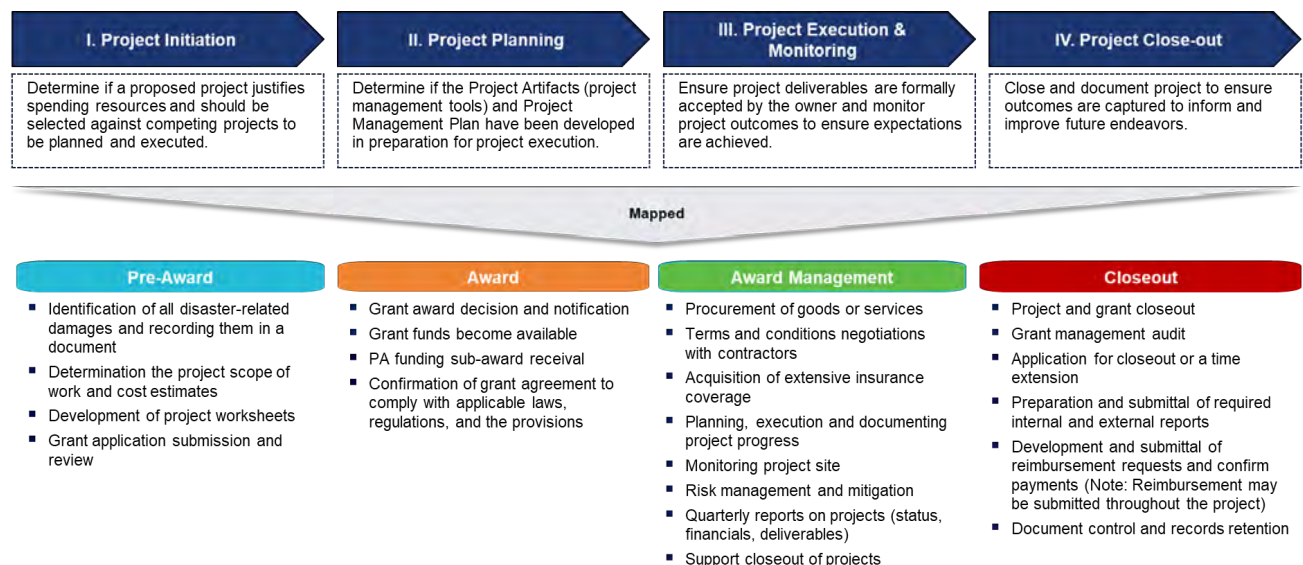 I. Project Initiation
II. Project Planning
III. Project Execution &
Monitoring
IV. Project Close-out
Determine if a proposed project justifies
spending resources and should be
selected against competing projects to
be planned and executed.
Determine if the Project Artifacts (project
management tools) and Project
Management Plan have been developed
in preparation for project execution.
Ensure project deliverables are formally
accepted by the owner and monitor
project outcomes to ensure expectations
are achieved.
Close and document project to ensure
outcomes are captured to inform and
improve future endeavors.
Mapped
Pre-Award
▪ Identification of all disaster-related
damages and recording them in a
document
▪ Determination the project scope of
work and cost estimates
▪ Development of project worksheets
▪ Grant application submission and
review
Award
▪ Grant award decision and notification
▪ Grant funds become available
▪ PA funding sub-award receival
▪ Confirmation of grant agreement to
comply with applicable laws,
regulations, and the provisions
Award Management
▪ Procurement of goods or services
▪ Terms and conditions negotiations
with contractors
▪ Acquisition of extensive insurance
coverage
▪ Planning, execution and documenting
project progress
▪ Monitoring project site
▪ Risk management and mitigation
▪ Quarterly reports on projects (status,
financials, deliverables)
▪ Support closeout of projects
Closeout
▪ Project and grant closeout
▪ Grant management audit
▪ Application for closeout or a time
extension
▪ Preparation and submittal of required
internal and external reports
▪ Development and submittal of
reimbursement requests and confirm
payments (Note: Reimbursement may
be submitted throughout the project)
▪ Document control and records retention